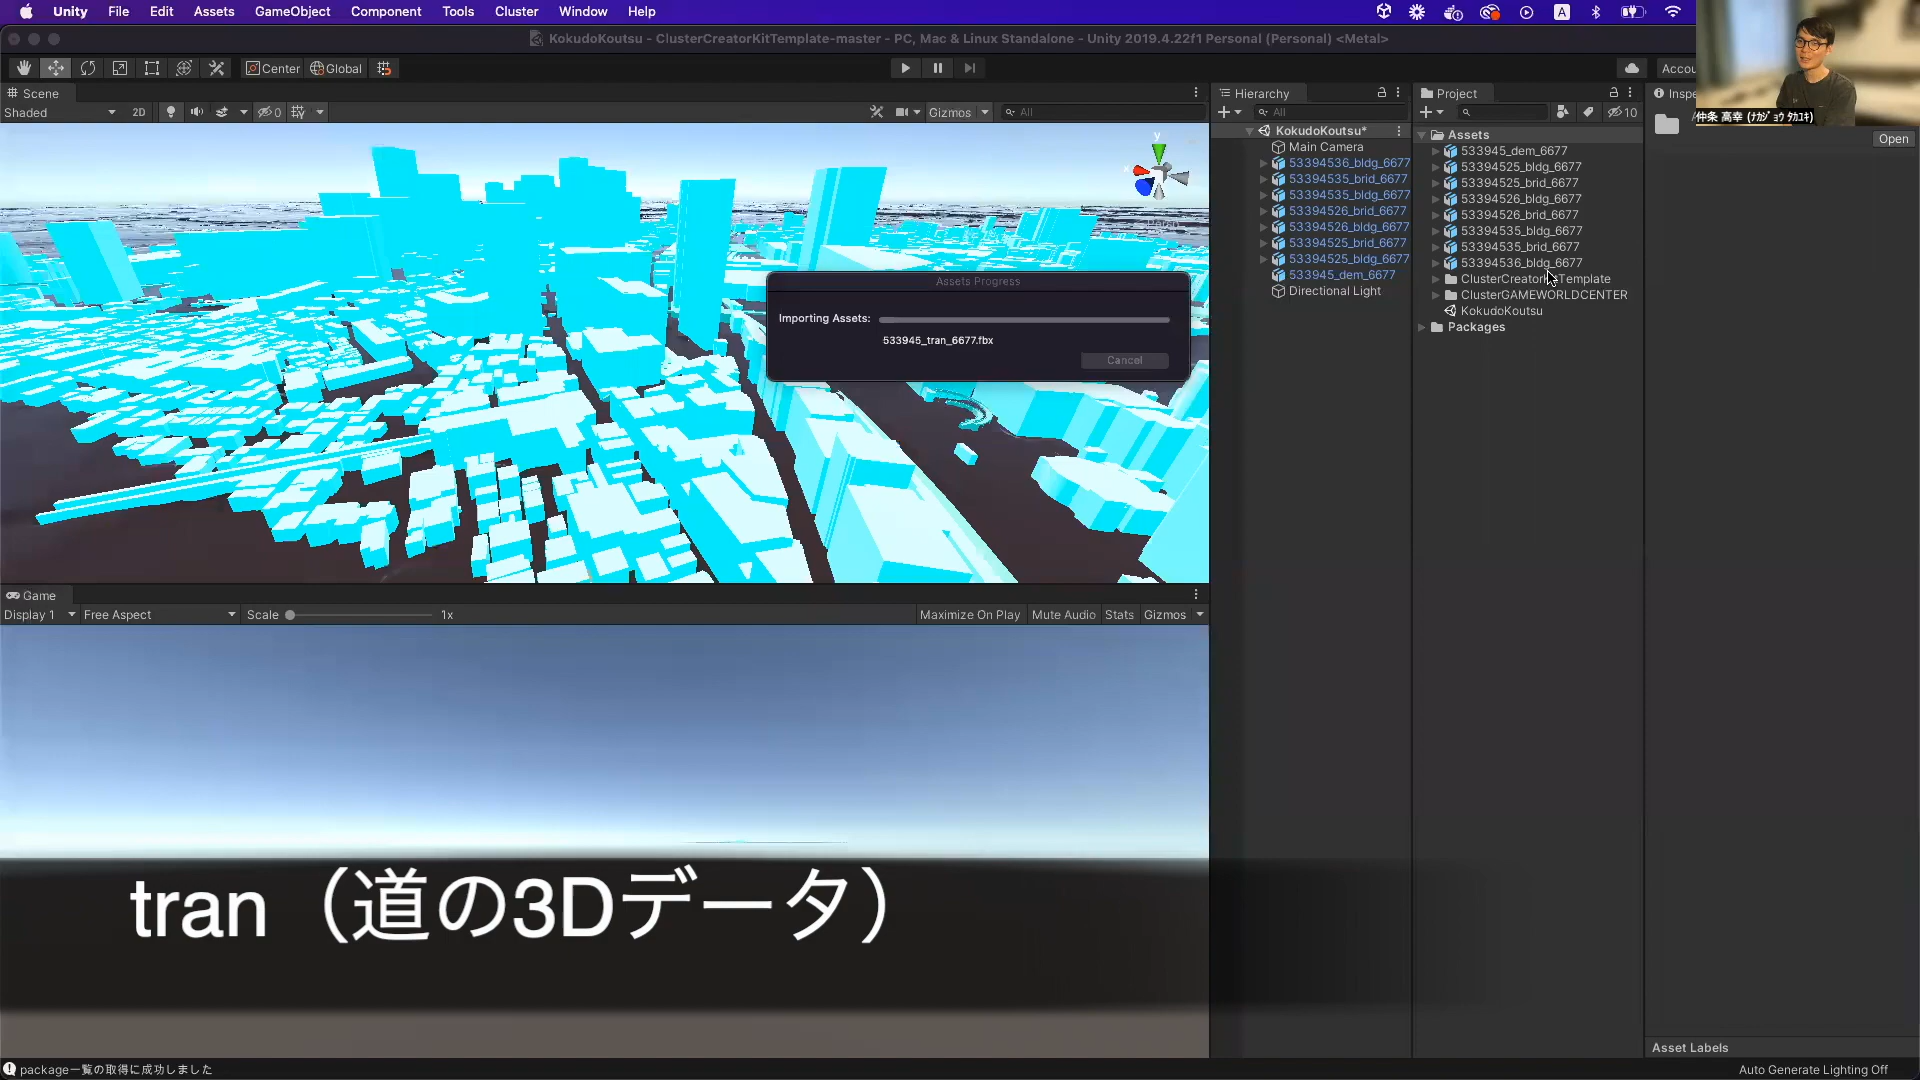 Unity File Edit Assets GameObject Component Tools Cluster Window Help
KokudoKoutsu - ClusterCreatorKitTemplate-master - PC, Mac & Linux Standalone - Unity 2019.4.22f1 Personal (Personal) <Metal>
Center Global Accou
Scene
Shaded 2D 0 Gizmos All
y
Assets Progress
Importing Assets:
533945_tran_6677.fbx
Cancel
Game
Display 1 Free Aspect Scale 1x Maximize On Play Mute Audio Stats Gizmos
Hierarchy
All
KokudoKoutsu*
Main Camera
53394536_bldg_6677
53394535_brid_6677
53394535_bldg_6677
53394526_brid_6677
53394526_bldg_6677
53394525_brid_6677
53394525_bldg_6677
533945_dem_6677
Directional Light
Project
10
Assets
533945_dem_6677
53394525_bldg_6677
53394525_brid_6677
53394526_bldg_6677
53394526_brid_6677
53394535_bldg_6677
53394535_brid_6677
53394536_bldg_6677
ClusterCreatorKitTemplate
ClusterGAMEWORLDCENTER
KokudoKoutsu
Packages
Inspe
Open
仲条 高幸 (ﾅｶｼﾞｮｳ ﾀｶﾕｷ)
tran（道の3Dデータ）
Asset Labels
package一覧の取得に成功しました
Auto Generate Lighting Off